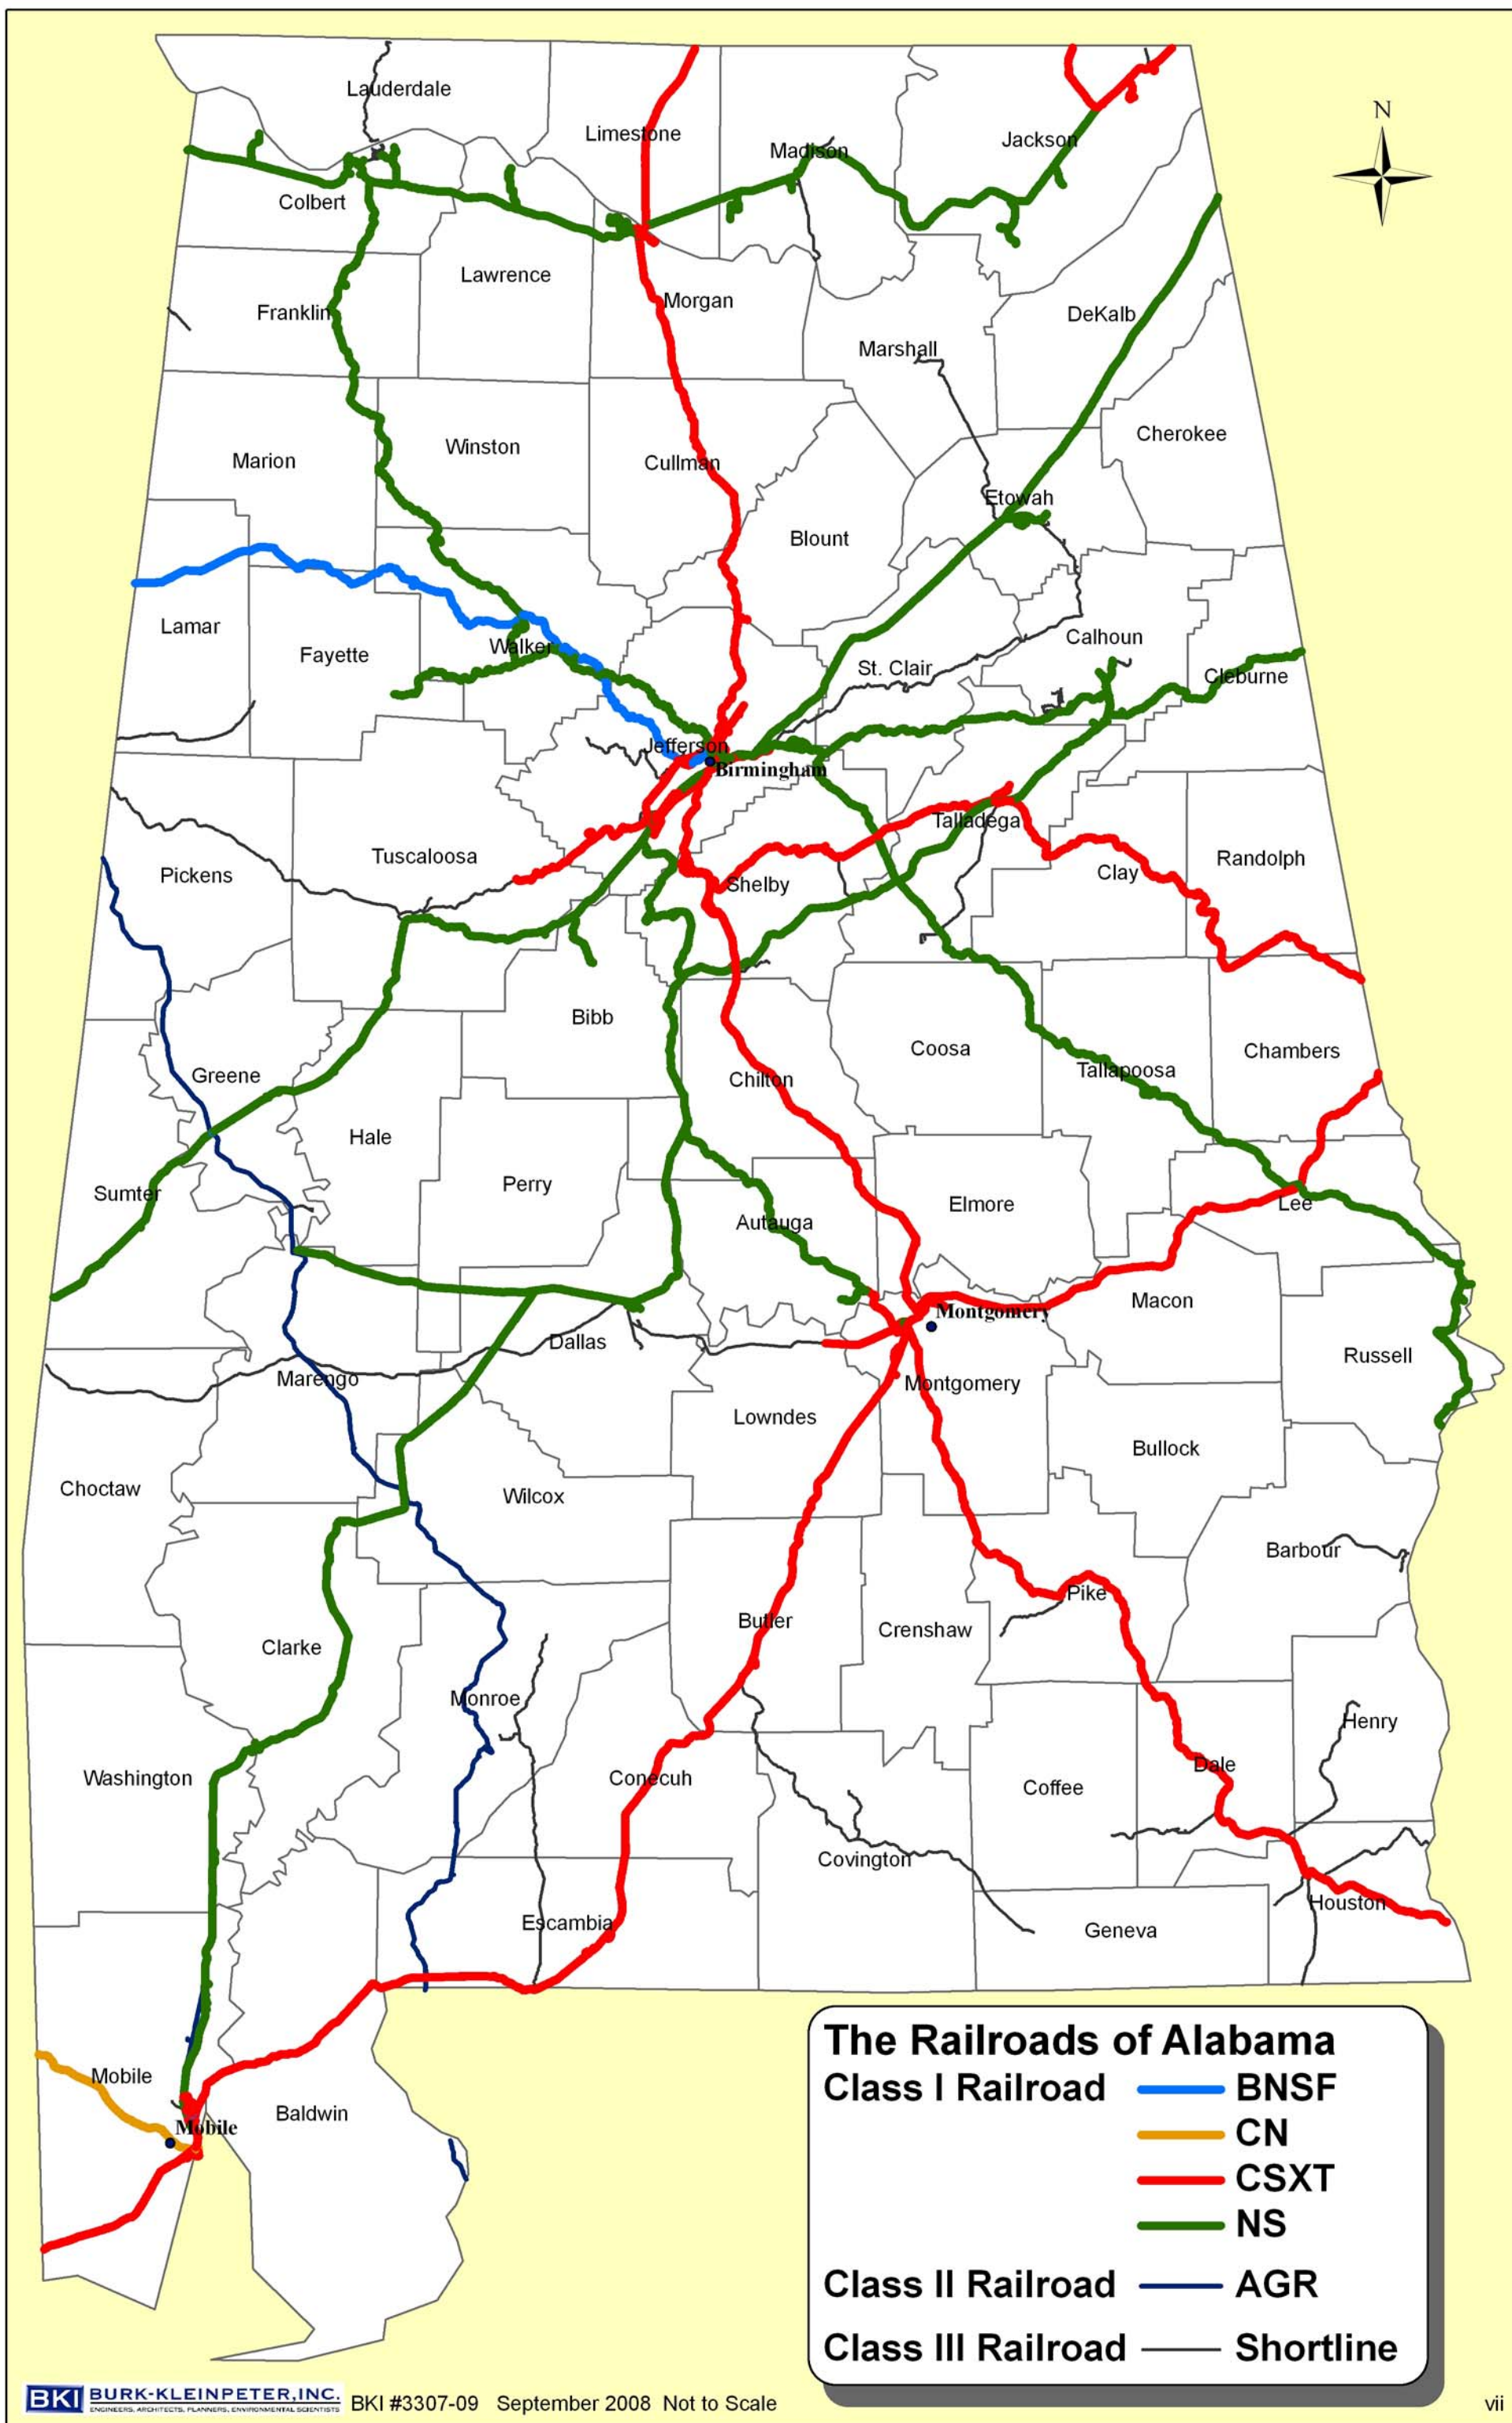 Lauderdale
N
Limestone
Jackson
Madison
Colbert
Lawrence
Morgan
Franklin
DeKalb
Marshall
Cherokee
Winston
Marion
Cullman
Etowah
Blount
Lamar
Calhoun
Walker
Fayette
St. Clair
Cleburne
Jefferson
Birmingham
Talladega
Tuscaloosa
Randolph
Clay
Pickens
Shelby
Bibb
Coosa
Chambers
Tallapoosa
Greene
Chilton
Hale
Perry
Sumter
Elmore
Lee
Autauga
Macon
Montgomery
Dallas
Russell
Marengo
Montgomery
Lowndes
Bullock
Choctaw
Wilcox
Barbour
Pike
Butler
Crenshaw
Clarke
Monroe
Henry
Dale
Washington
Conecuh
Coffee
Covington
Houston
Escambia
Geneva
Mobile
Baldwin
Mobile
The Railroads of Alabama
Class I Railroad BNSF
CN
CSXT
NS
Class II Railroad AGR
Class III Railroad Shortline
BKI BURK-KLEINPETER, INC.
ENGINEERS, ARCHITECTS, PLANNERS, ENVIRONMENTAL SCIENTISTS
BKI #3307-09 September 2008 Not to Scale
vii